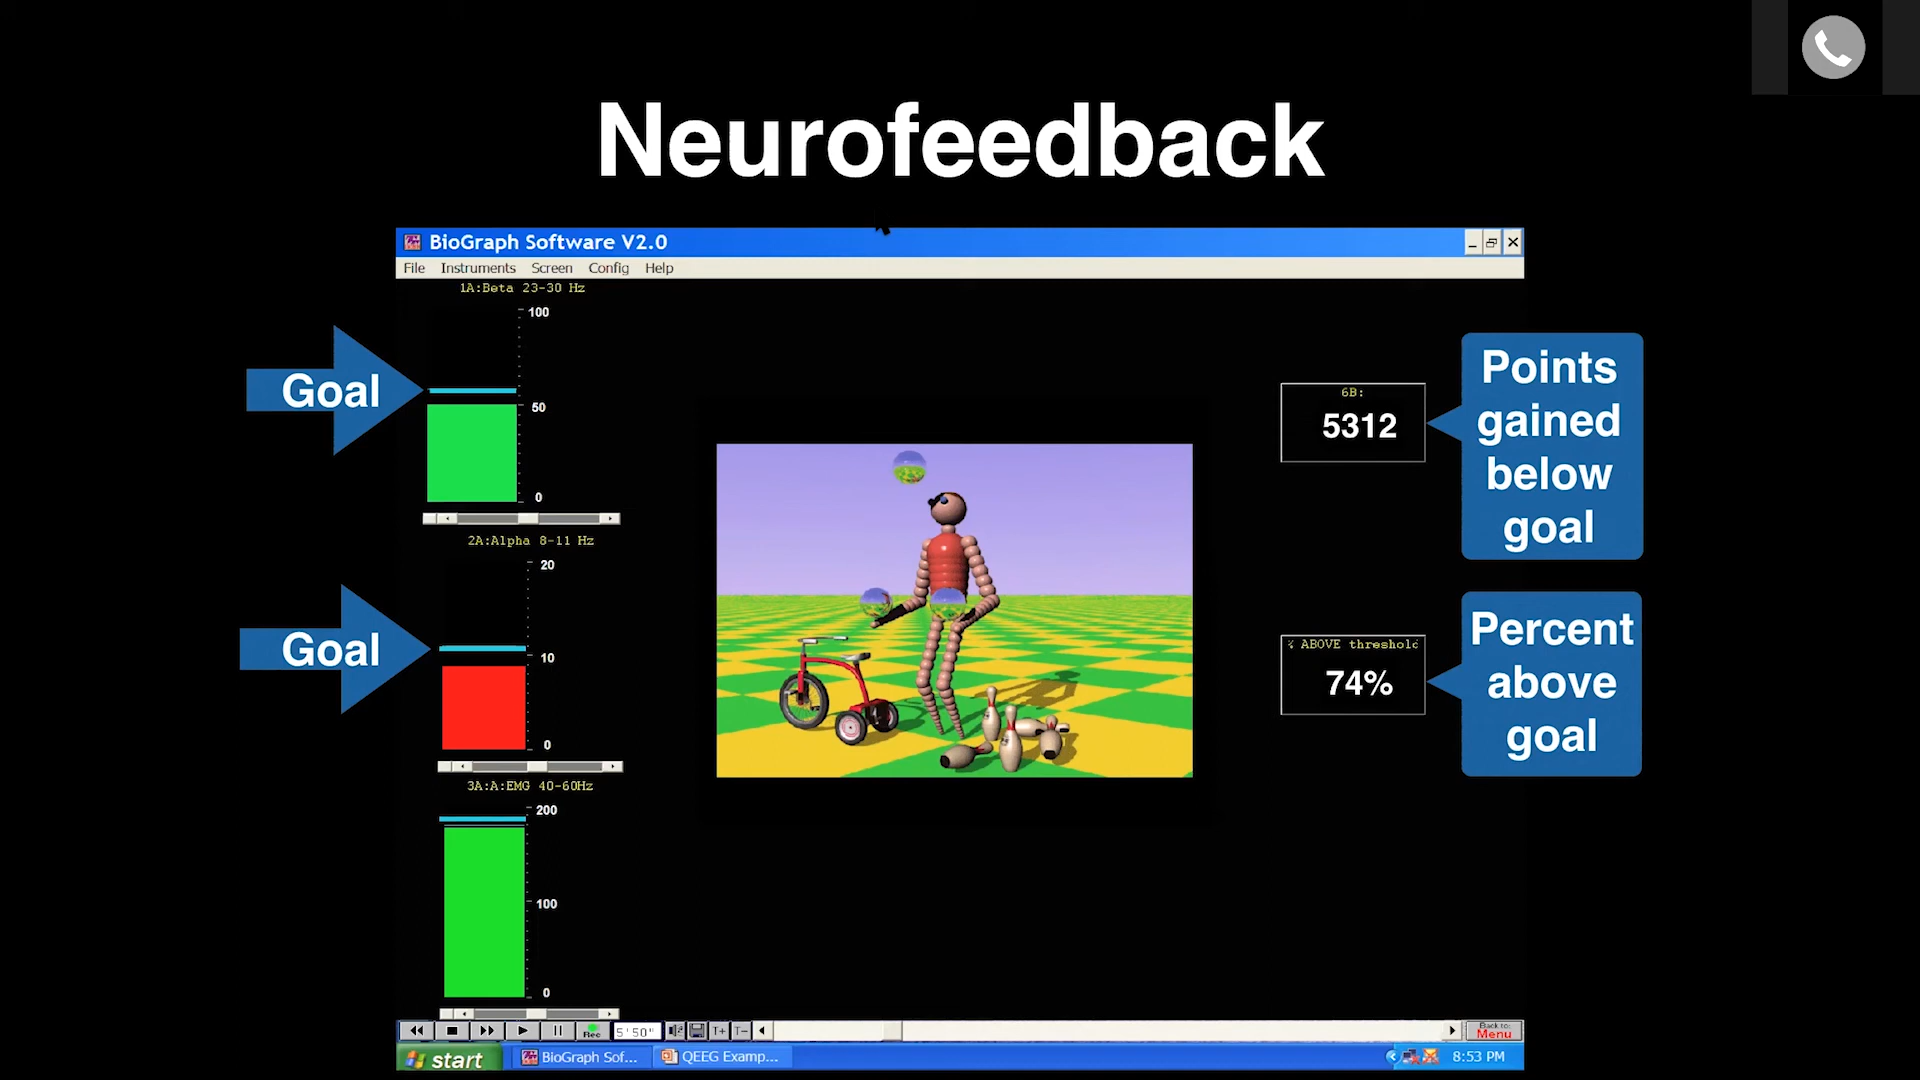 Neurofeedback
BioGraph Software V2.0
File Instruments Screen Config Help
1A:Beta 23-30 Hz
100
50
0
Goal
2A:Alpha 8-11 Hz
20
10
0
Goal
3A:A:EMG 40-60Hz
200
100
0
6B:
5312
Points
gained
below
goal
% ABOVE threshold
74%
Percent
above
goal
Rec 5'50" T+ T- Back to:
Menu
start BioGraph Sof... QEEG Examp... 8:53 PM